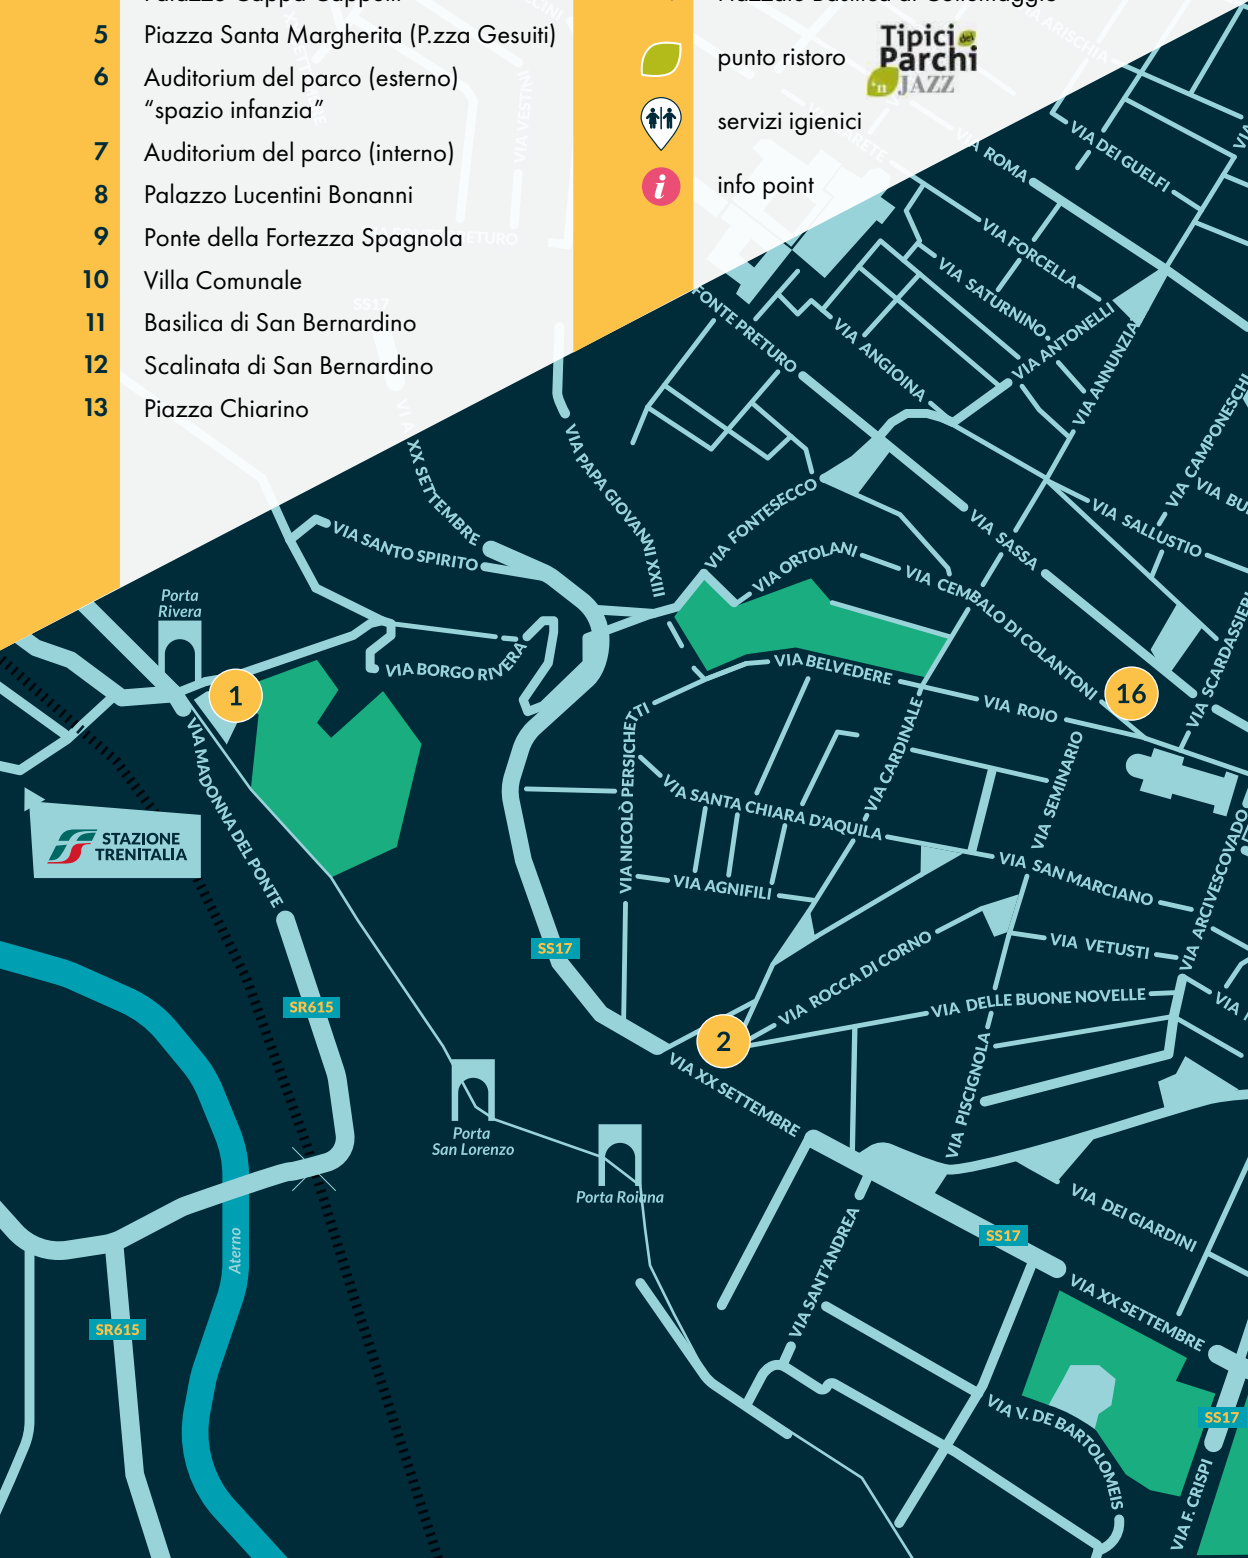 5 Piazza Santa Margherita (P.zza Gesuiti)
6 Auditorium del parco (esterno)
“spazio infanzia”
7 Auditorium del parco (interno)
8 Palazzo Lucentini Bonanni
9 Ponte della Fortezza Spagnola
10 Villa Comunale
11 Basilica di San Bernardino
12 Scalinata di San Bernardino
13 Piazza Chiarino
punto ristoro
Tipici dei
Parchi
'n JAZZ
servizi igienici
i info point
SS17
VIA ROMA
VIA DEI GUELFI
VIA FORCELLA
VIA SATURNINO
VIA ANTONELLI
FONTE PRETURO
VIA ANGIOINA
VIA ANNUNZIA
VIA CAMPONESCHI
VIA XX SETTEMBRE
VIA PAPA GIOVANNI XXIII
VIA FONTESECCO
VIA SASSA
VIA SALLUSTIO
VIA BU
VIA SANTO SPIRITO
VIA ORTOLANI
VIA CEMBALO DI COLANTONI
VIA SCARDASSIERI
Porta
Rivera
VIA BORGO RIVERA
VIA BELVEDERE
VIA ROIO
1
16
VIA MADONNA DEL PONTE
VIA NICOLÒ PERSICHETTI
VIA CARDINALE
VIA SEMINARIO
VIA SANTA CHIARA D'AQUILA
STAZIONE
TRENITALIA
VIA AGNIFILI
VIA SAN MARCIANO
VIA ARCIVESCOVADO
SS17
VIA ROCCA DI CORNO
VIA VETUSTI
SR615
VIA DELLE BUONE NOVELLE
VIA
2
VIA XX SETTEMBRE
VIA PISCIGNOLA
Porta
San Lorenzo
Porta Roiana
VIA DEI GIARDINI
SS17
Aterno
VIA SANT'ANDREA
VIA XX SETTEMBRE
SR615
VIA V. DE BARTOLOMEIS
SS17
VIA F. CRISPI